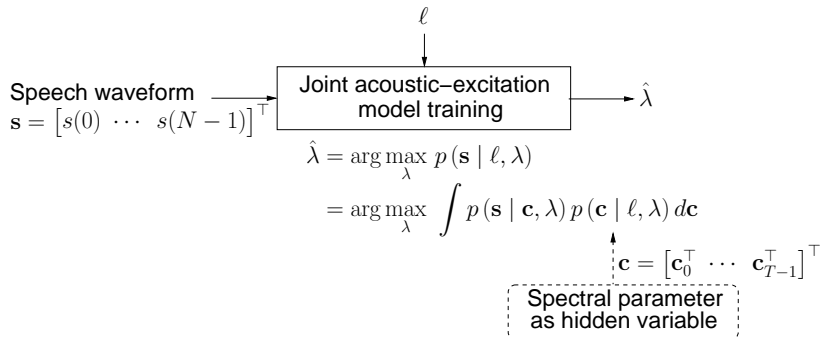 ℓ
Speech waveform
s = [s(0) ⋯ s(N − 1)]^⊤
Joint acoustic−excitation
model training
λ̂
λ̂ = arg max_λ p (s | ℓ, λ)
= arg max_λ ∫ p (s | c, λ) p (c | ℓ, λ) dc
c = [c_0^⊤ ⋯ c_{T−1}^⊤]^⊤
Spectral parameter
as hidden variable